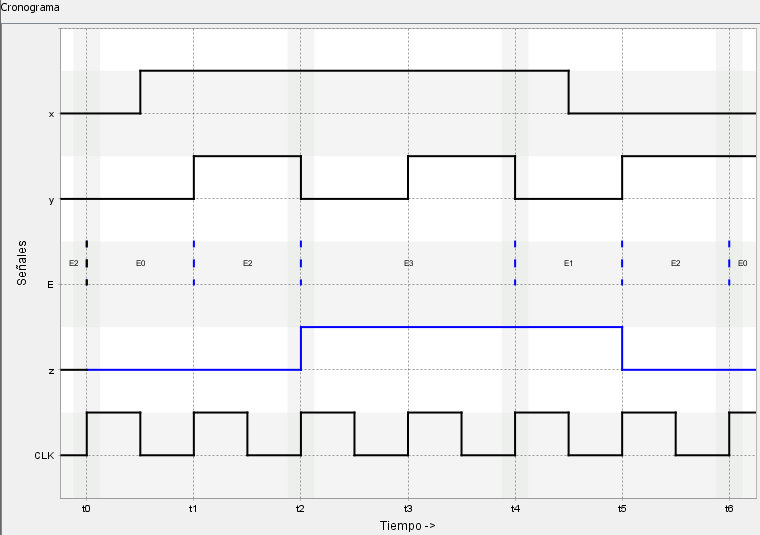 Cronograma
x
y
E2 E0 E2 E3 E1 E2 E0
E
z
CLK
Señales
t0 t1 t2 t3 t4 t5 t6
Tiempo ->